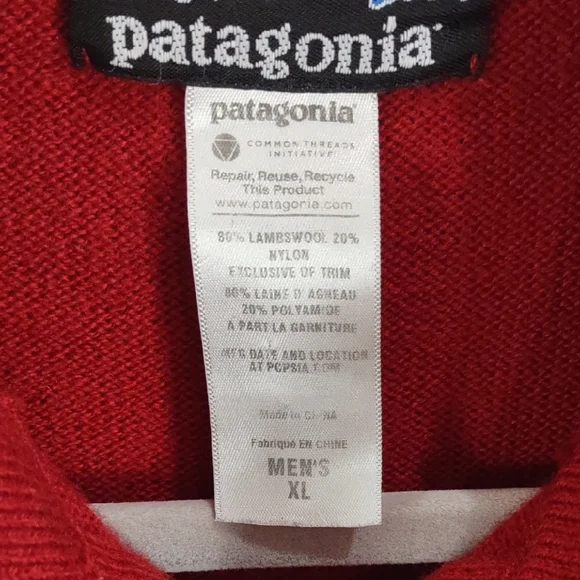 patagonia
patagonia
COMMON THREADS
INITIATIVE
Repair, Reuse, Recycle
This Product
www.patagonia.com
80% LAMBSWOOL 20%
NYLON
EXCLUSIVE OF TRIM
80% LAINE D'AGNEAU
20% POLYAMIDE
A PART LA GARNITURE
MFG DATE AND LOCATION
AT PCPSIA.COM
Made in CHINA
Fabriqué EN CHINE
MEN'S
XL